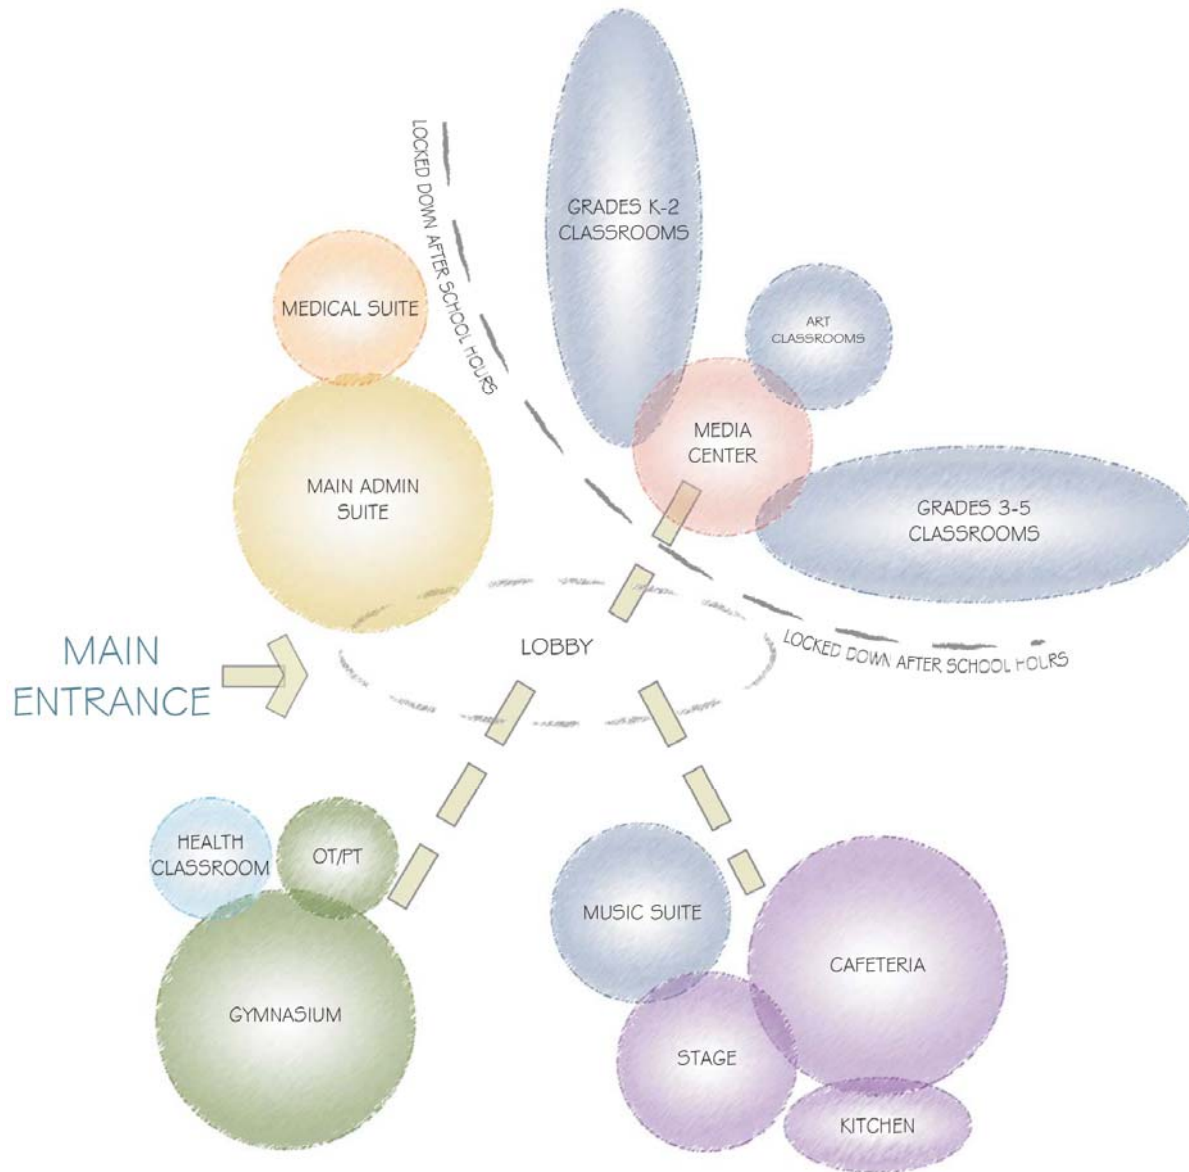 LOCKED DOWN AFTER SCHOOL HOURS
GRADES K-2
CLASSROOMS
MEDICAL SUITE
ART
CLASSROOMS
MEDIA
CENTER
MAIN ADMIN
SUITE
GRADES 3-5
CLASSROOMS
MAIN
ENTRANCE
LOBBY
LOCKED DOWN AFTER SCHOOL HOURS
HEALTH
CLASSROOM
OT/PT
MUSIC SUITE
CAFETERIA
GYMNASIUM
STAGE
KITCHEN